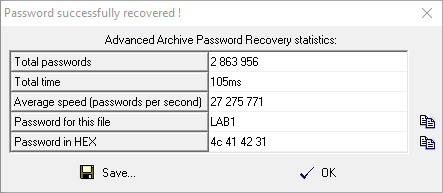 Password successfully recovered !
Advanced Archive Password Recovery statistics:
Total passwords 2 863 956
Total time 105ms
Average speed (passwords per second) 27 275 771
Password for this file LAB1
Password in HEX 4c 41 42 31
Save... OK